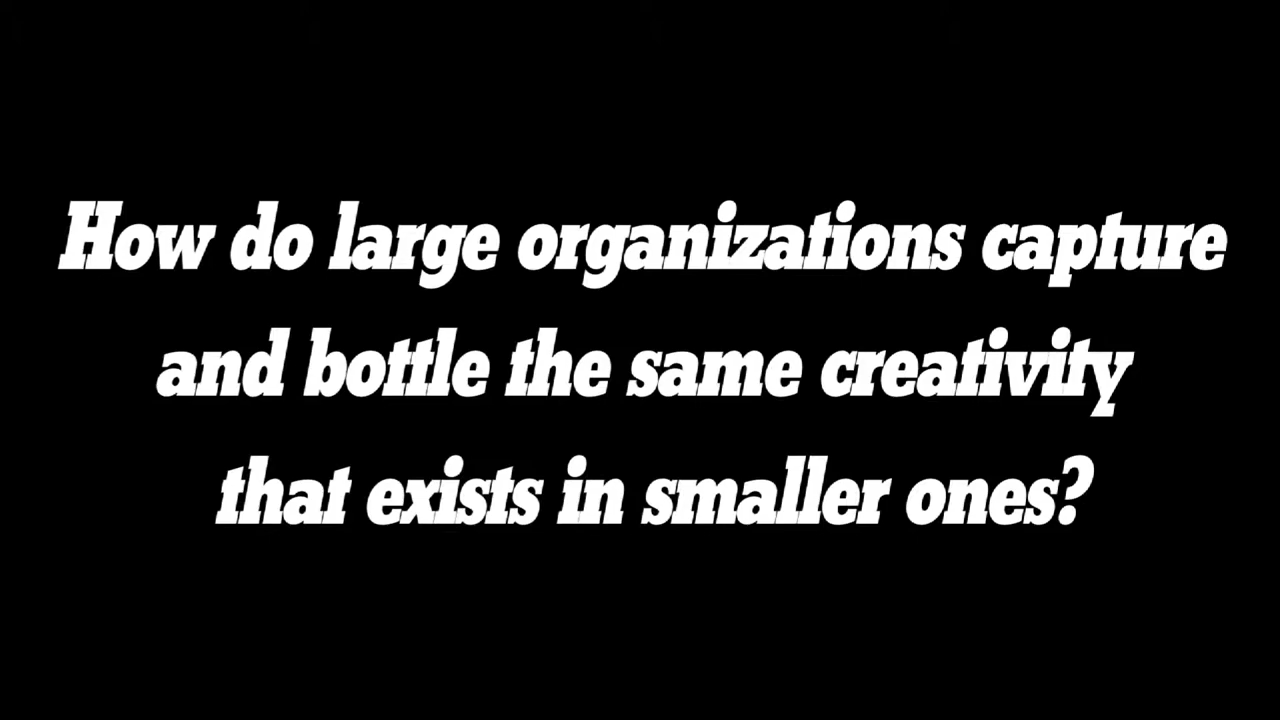 How do large organizations capture
and bottle the same creativity
that exists in smaller ones?